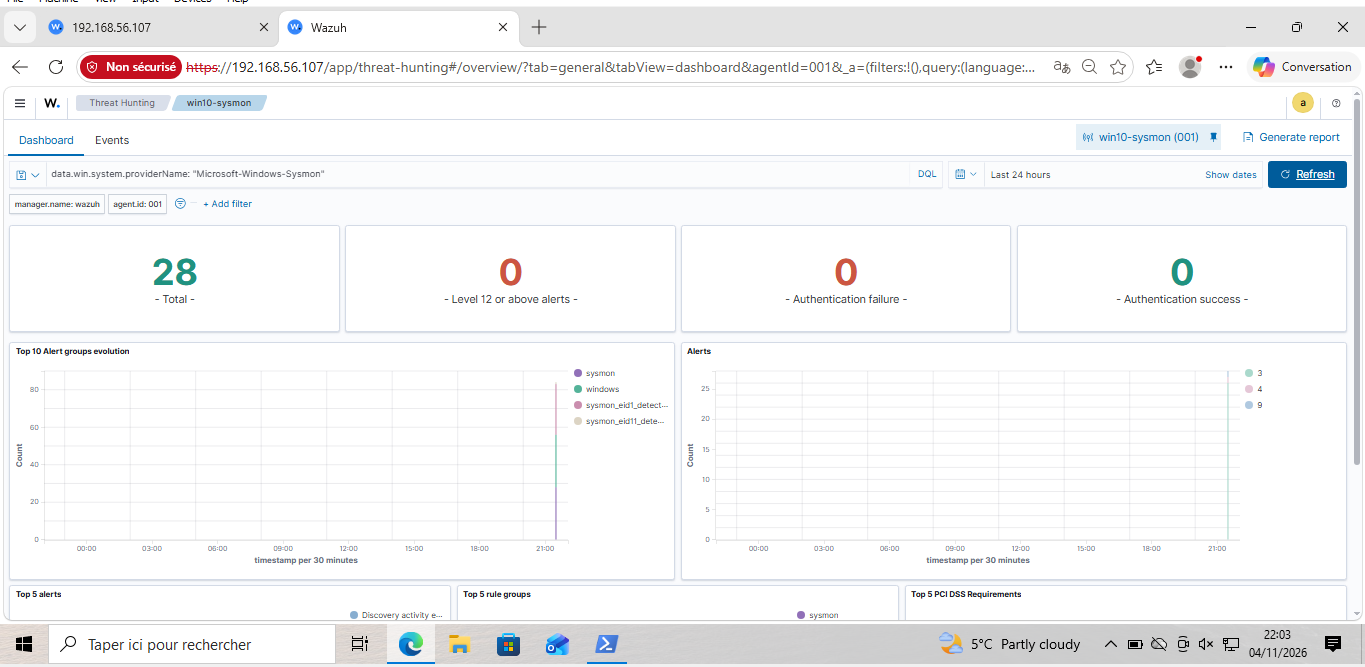 File Machine View Input Devices Help
192.168.56.107
Wazuh
Non sécurisé https://192.168.56.107/app/threat-hunting#/overview/?tab=general&tabView=dashboard&agentId=001&_a=(filters:!(),query:(language:...
Conversation
W. Threat Hunting win10-sysmon a
Dashboard Events win10-sysmon (001) Generate report
data.win.system.providerName: "Microsoft-Windows-Sysmon" DQL Last 24 hours Show dates Refresh
manager.name: wazuh agent.id: 001 + Add filter
28
- Total -
0
- Level 12 or above alerts -
0
- Authentication failure -
0
- Authentication success -
Top 10 Alert groups evolution
Count
80
60
40
20
0
00:00 03:00 06:00 09:00 12:00 15:00 18:00 21:00
timestamp per 30 minutes
sysmon
windows
sysmon_eid1_detect...
sysmon_eid11_dete...
Alerts
Count
25
20
15
10
5
0
00:00 03:00 06:00 09:00 12:00 15:00 18:00 21:00
timestamp per 30 minutes
3
4
9
Top 5 alerts
Discovery activity e...
Top 5 rule groups
sysmon
Top 5 PCI DSS Requirements
Taper ici pour rechercher
5°C Partly cloudy
22:03
04/11/2026